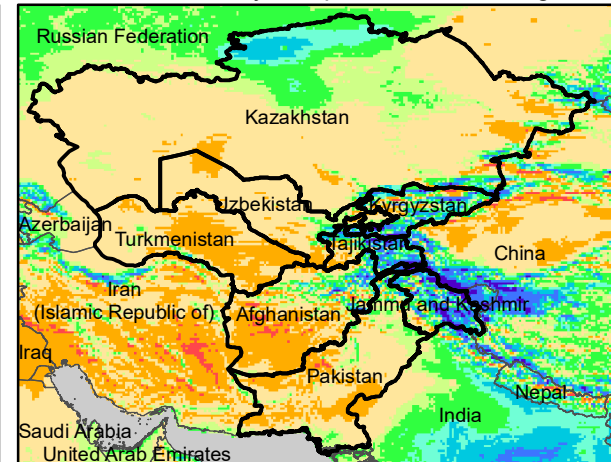 Russian Federation
Kazakhstan
Uzbekistan
Kyrgyzstan
Azerbaijan
Turkmenistan
Tajikistan
China
Iran
(Islamic Republic of)
Afghanistan
Jammu and Kashmir
Iraq
Pakistan
Nepal
India
Saudi Arabia
United Arab Emirates